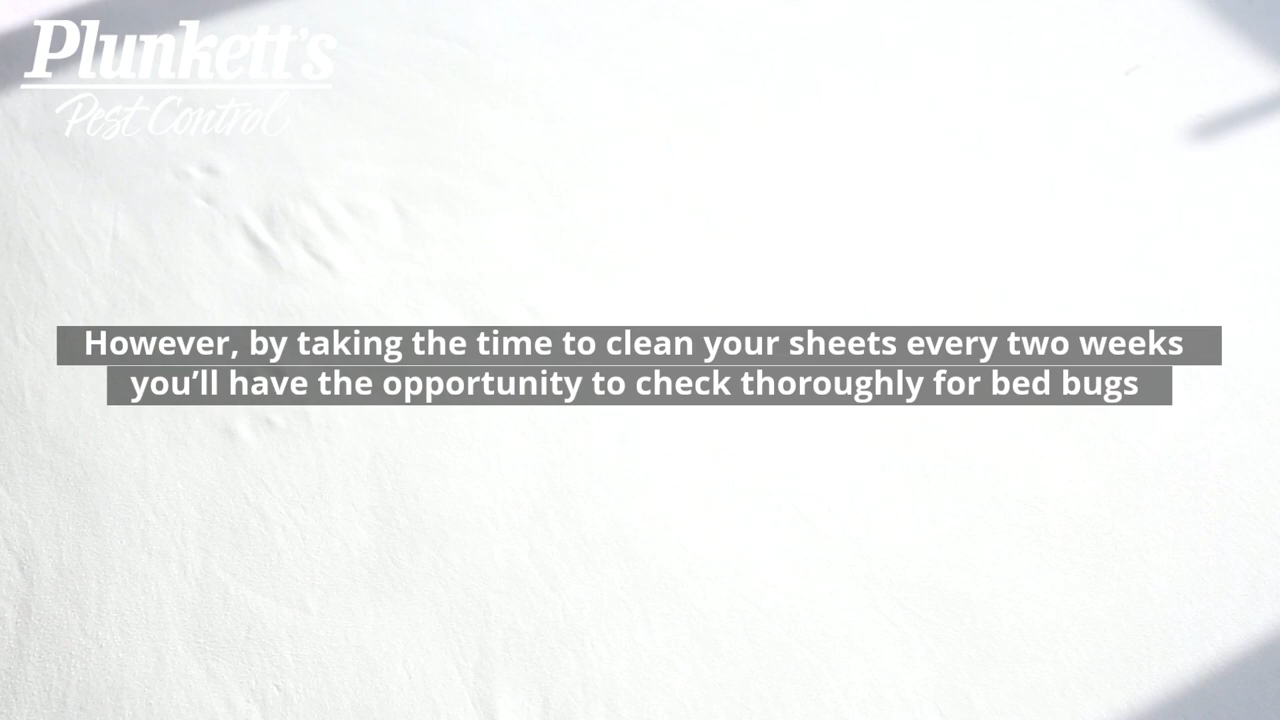 Plunkett's
Pest Control
However, by taking the time to clean your sheets every two weeks
you’ll have the opportunity to check thoroughly for bed bugs